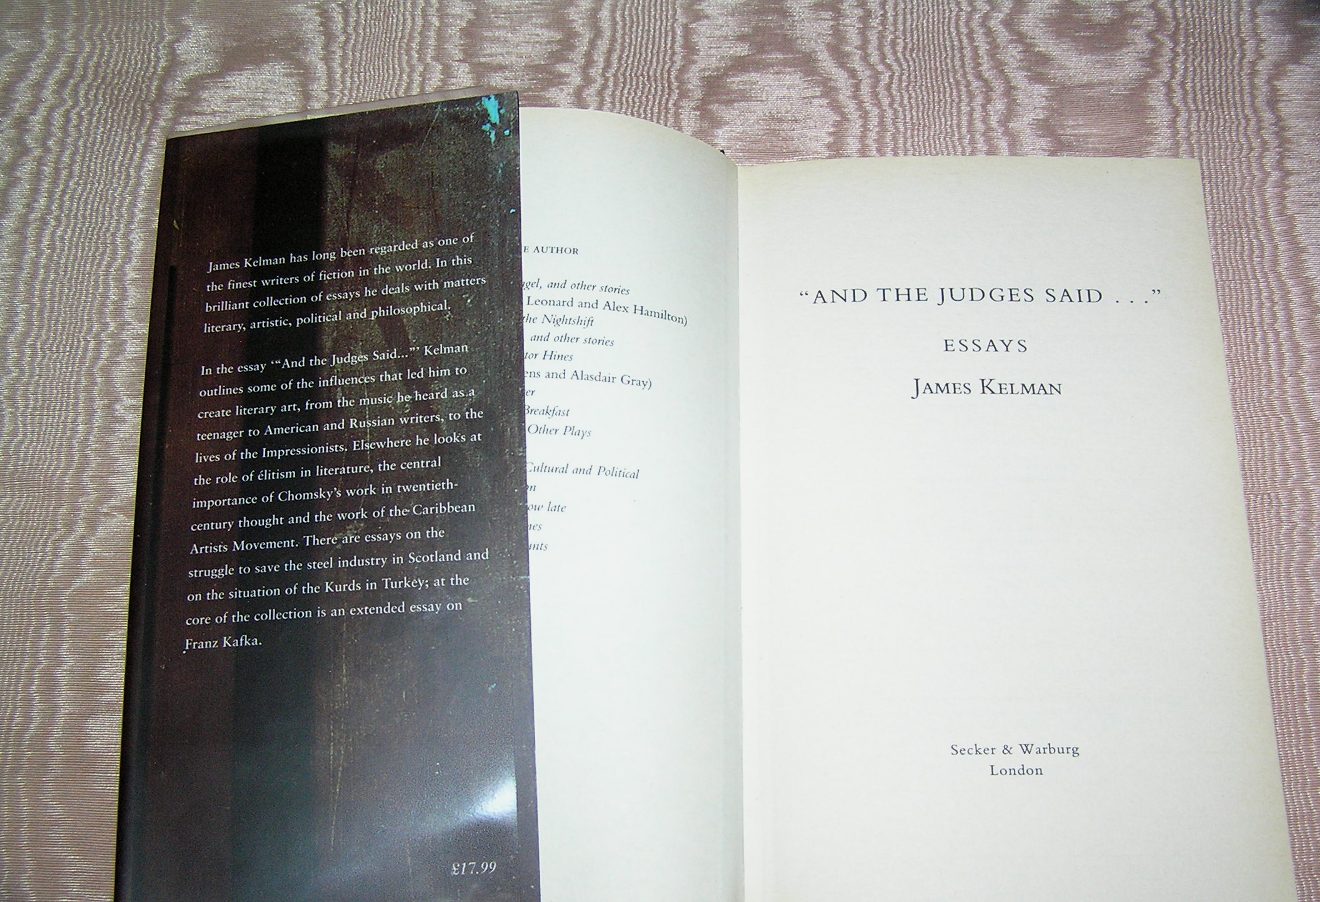 James Kelman has long been regarded as one of
the finest writers of fiction in the world. In this
brilliant collection of essays he deals with matters
literary, artistic, political and philosophical.
In the essay ‘“And the Judges Said...”’ Kelman
outlines some of the influences that led him to
create literary art, from the music he heard as a
teenager to American and Russian writers, to the
lives of the Impressionists. Elsewhere he looks at
the role of élitism in literature, the central
importance of Chomsky's work in twentieth-
century thought and the work of the Caribbean
Artists Movement. There are essays on the
struggle to save the steel industry in Scotland and
on the situation of the Kurds in Turkey; at the
core of the collection is an extended essay on
Franz Kafka.
£17.99
AUTHOR
and other stories
Leonard and Alex Hamilton)
the Nightshift
and other stories
Hines
and Alasdair Gray)
Breakfast
Other Plays
Cultural and Political
late
“AND THE JUDGES SAID . . .”
ESSAYS
JAMES KELMAN
Secker & Warburg
London